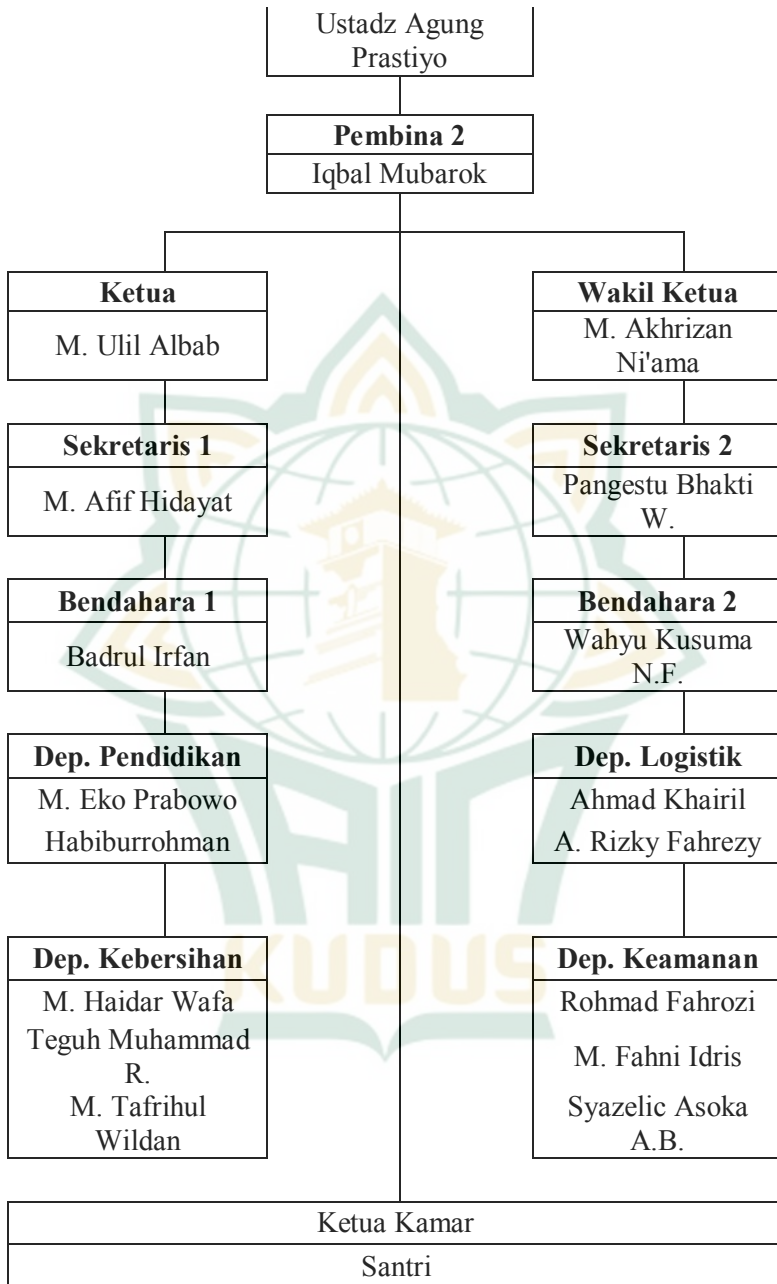 Ustadz Agung
Prastiyo
Pembina 2
Iqbal Mubarok
Ketua
M. Ulil Albab
Wakil Ketua
M. Akhrizan
Ni'ama
Sekretaris 1
M. Afif Hidayat
Sekretaris 2
Pangestu Bhakti
W.
Bendahara 1
Badrul Irfan
Bendahara 2
Wahyu Kusuma
N.F.
Dep. Pendidikan
M. Eko Prabowo
Habiburrohman
Dep. Logistik
Ahmad Khairil
A. Rizky Fahrezy
Dep. Kebersihan
M. Haidar Wafa
Teguh Muhammad
R.
M. Tafrihul
Wildan
Dep. Keamanan
Rohmad Fahrozi
M. Fahni Idris
Syazelic Asoka
A.B.
Ketua Kamar
Santri
IAIN
KUDUS